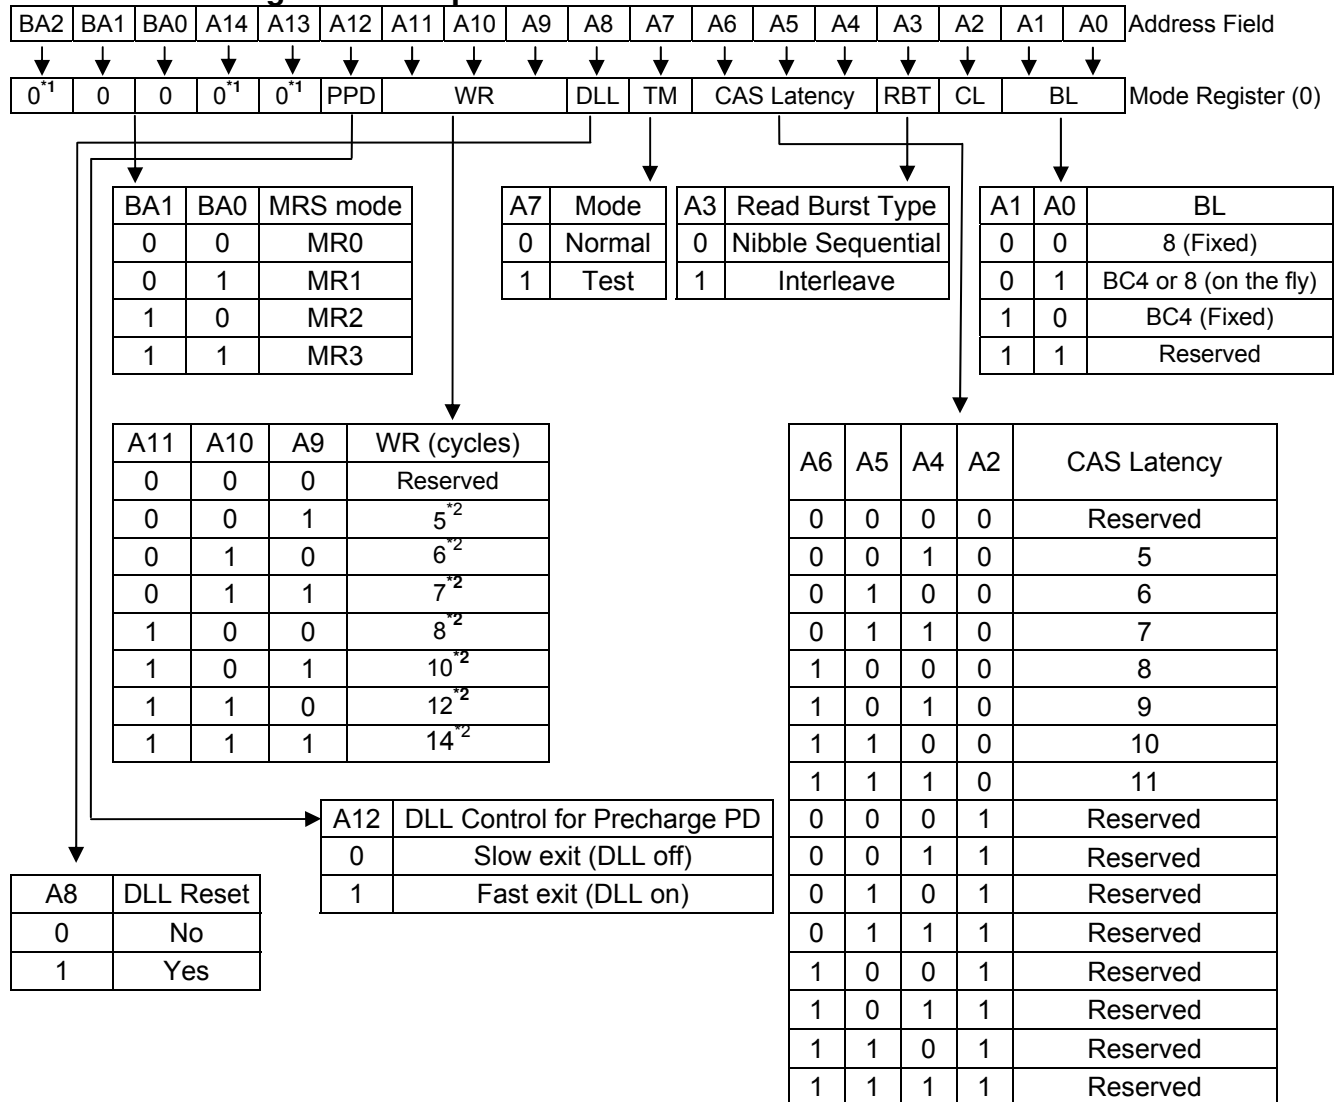 BA2 BA1 BA0 A14 A13 A12 A11 A10 A9 A8 A7 A6 A5 A4 A3 A2 A1 A0 Address Field
0*1 0 0 0*1 0*1 PPD WR DLL TM CAS Latency RBT CL BL Mode Register (0)
BA1 BA0 MRS mode
0 0 MR0
0 1 MR1
1 0 MR2
1 1 MR3
A7 Mode
0 Normal
1 Test
A3 Read Burst Type
0 Nibble Sequential
1 Interleave
A1 A0 BL
0 0 8 (Fixed)
0 1 BC4 or 8 (on the fly)
1 0 BC4 (Fixed)
1 1 Reserved
A11 A10 A9 WR (cycles)
0 0 0 Reserved
0 0 1 5*2
0 1 0 6*2
0 1 1 7*2
1 0 0 8*2
1 0 1 10*2
1 1 0 12*2
1 1 1 14*2
A6 A5 A4 A2 CAS Latency
0 0 0 0 Reserved
0 0 1 0 5
0 1 0 0 6
0 1 1 0 7
1 0 0 0 8
1 0 1 0 9
1 1 0 0 10
1 1 1 0 11
0 0 0 1 Reserved
0 0 1 1 Reserved
0 1 0 1 Reserved
0 1 1 1 Reserved
1 0 0 1 Reserved
1 0 1 1 Reserved
1 1 0 1 Reserved
1 1 1 1 Reserved
A12 DLL Control for Precharge PD
0 Slow exit (DLL off)
1 Fast exit (DLL on)
A8 DLL Reset
0 No
1 Yes